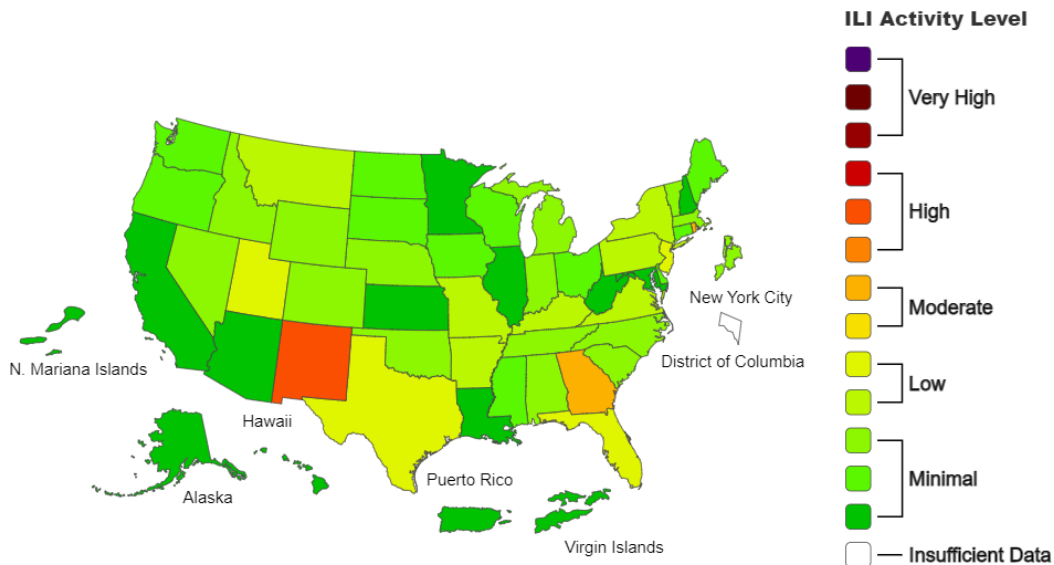 ILI Activity Level
Very High
High
Moderate
Low
Minimal
Insufficient Data
New York City
District of Columbia
N. Mariana Islands
Hawaii
Alaska
Puerto Rico
Virgin Islands